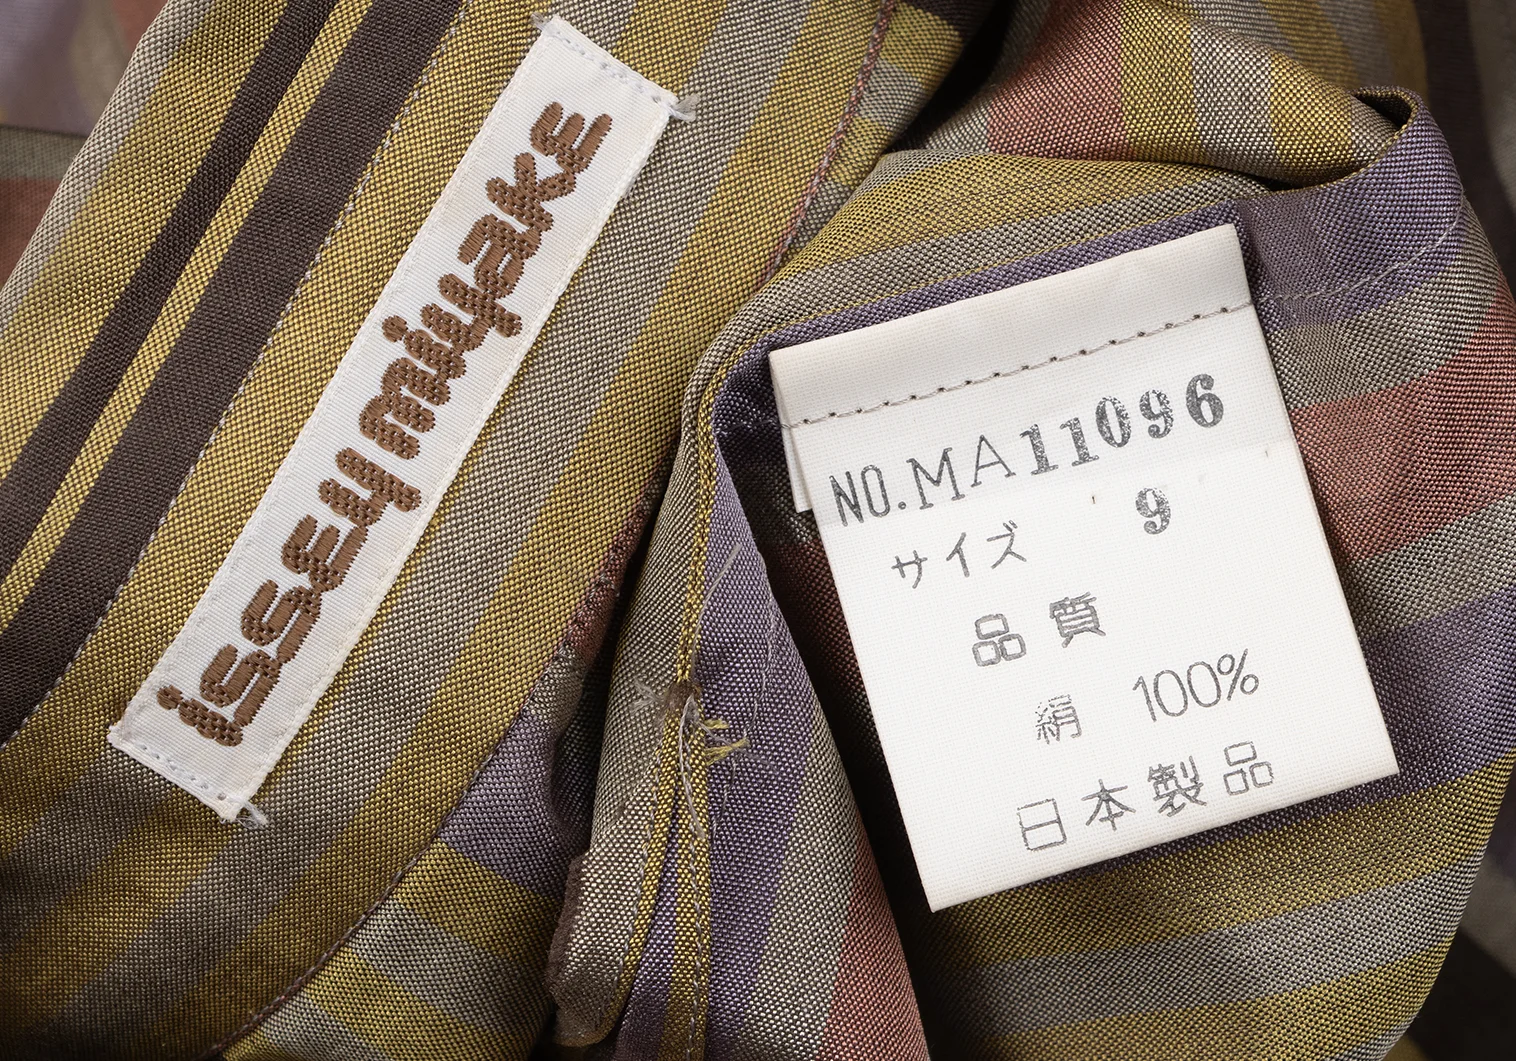 issey miyake
NO.MA11096
サイズ 9
品質
絹 100%
日本製品